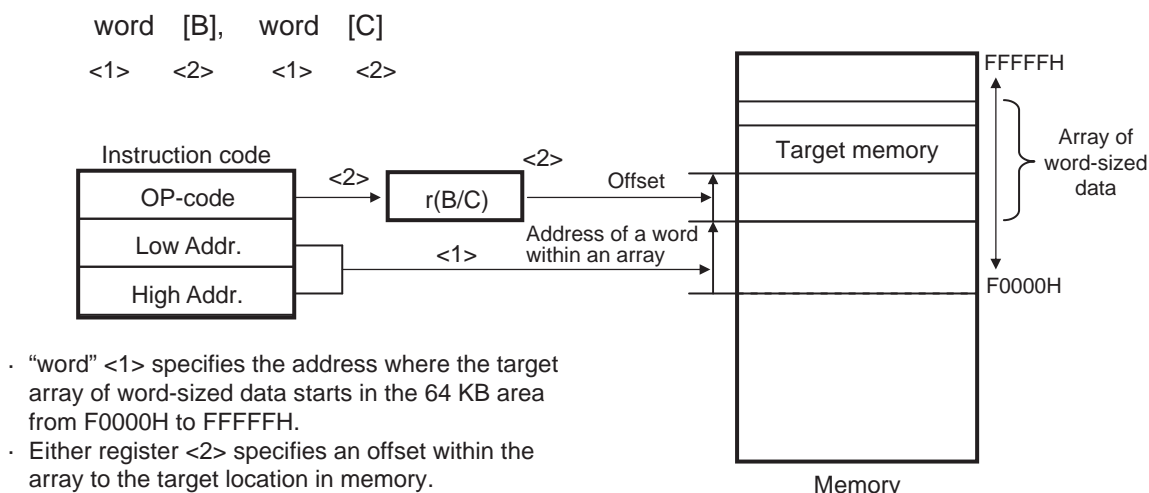 word [B], word [C]
<1> <2> <1> <2>
Instruction code
OP-code
Low Addr.
High Addr.
<2>
r(B/C)
<2>
Offset
<1>
Address of a word
within an array
Target memory
FFFFFH
Array of
word-sized
data
F0000H
Memory
· “word” <1> specifies the address where the target
array of word-sized data starts in the 64 KB area
from F0000H to FFFFFH.
· Either register <2> specifies an offset within the
array to the target location in memory.